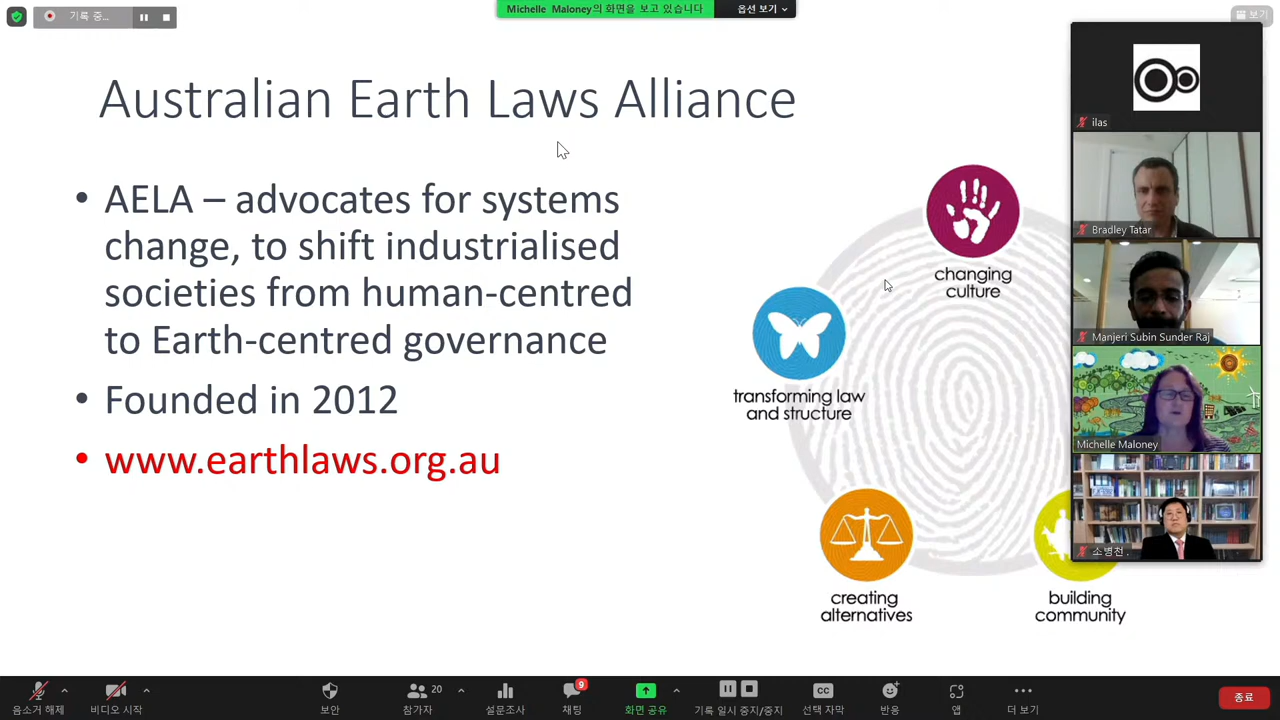 기록 중...
Michelle Maloney의 화면을 보고 있습니다
옵션 보기
보기
Australian Earth Laws Alliance
• AELA – advocates for systems
change, to shift industrialised
societies from human-centred
to Earth-centred governance
• Founded in 2012
• www.earthlaws.org.au
changing
culture
transforming law
and structure
creating
alternatives
building
community
ilas
Bradley Tatar
Manjeri Subin Sunder Raj
Michelle Maloney
소병천 .
음소거 해제
비디오 시작
보안
참가자
20
설문조사
채팅
9
화면 공유
기록 일시 중지/중지
CC
선택 자막
반응
앱
더 보기
종료